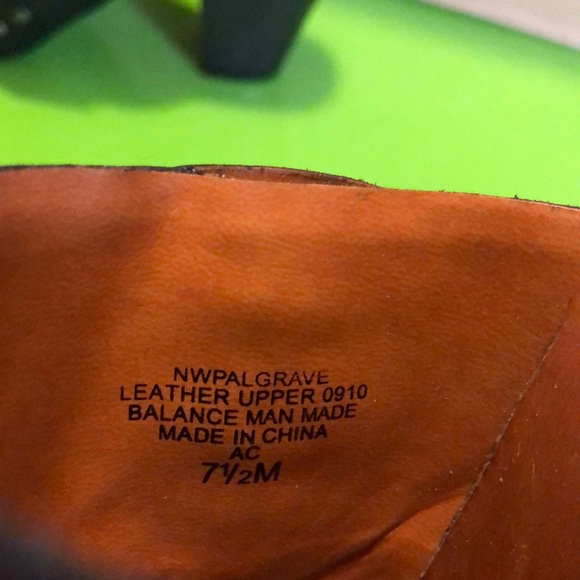 NWPALGRAVE
LEATHER UPPER 0910
BALANCE MAN MADE
MADE IN CHINA
AC
7½M